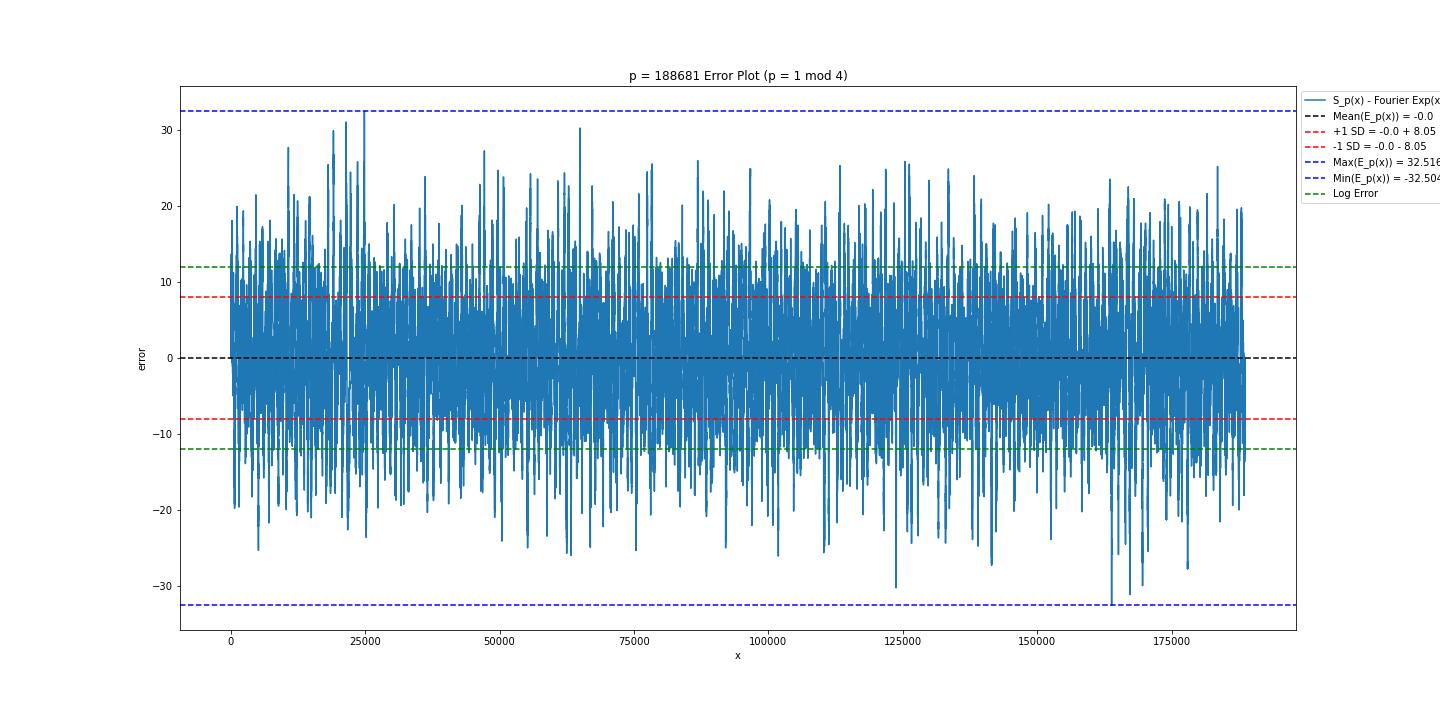 p = 188681 Error Plot (p = 1 mod 4)
S_p(x) - Fourier Exp(x
Mean(E_p(x)) = -0.0
+1 SD = -0.0 + 8.05
-1 SD = -0.0 - 8.05
Max(E_p(x)) = 32.516
Min(E_p(x)) = -32.504
Log Error
error
30
20
10
0
−10
−20
−30
0 25000 50000 75000 100000 125000 150000 175000
x